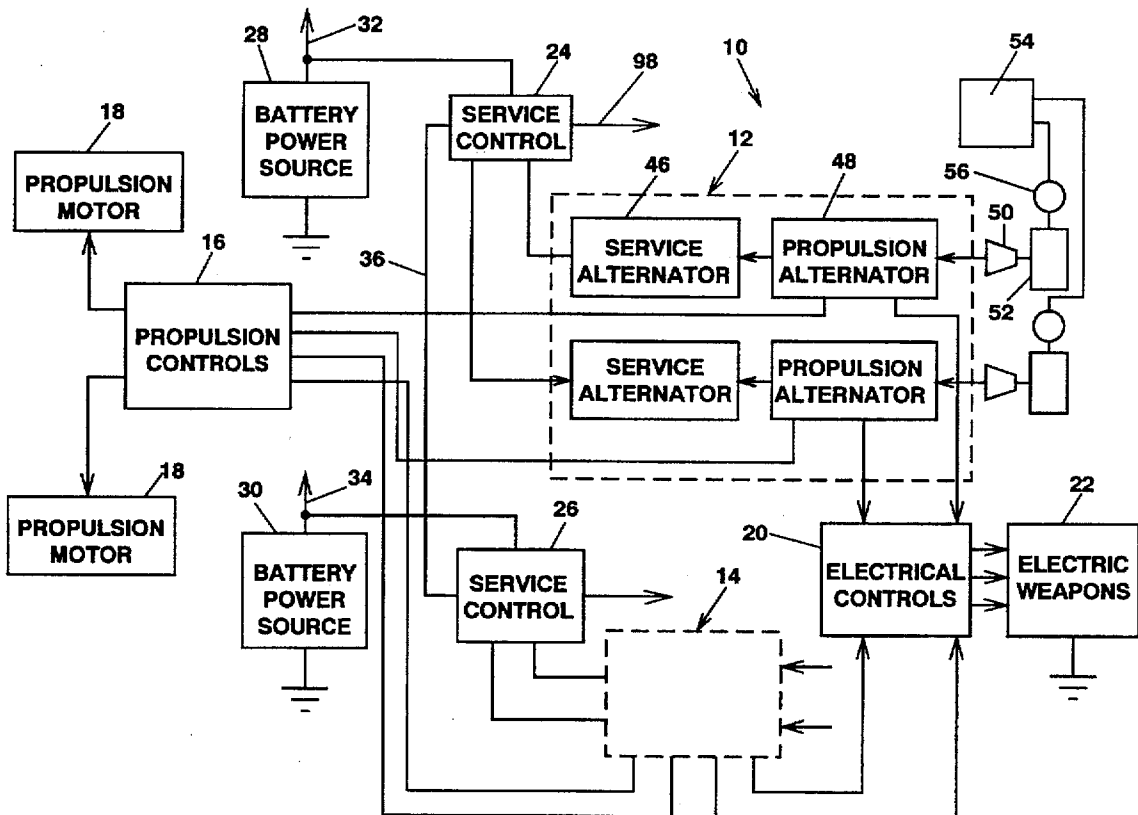 28
32
24
98
10
54
BATTERY
POWER
SOURCE
SERVICE
CONTROL
18
PROPULSION
MOTOR
12
46
48
56
50
SERVICE
ALTERNATOR
PROPULSION
ALTERNATOR
52
16
36
PROPULSION
CONTROLS
SERVICE
ALTERNATOR
PROPULSION
ALTERNATOR
18
PROPULSION
MOTOR
30
34
26
BATTERY
POWER
SOURCE
SERVICE
CONTROL
14
20
22
ELECTRICAL
CONTROLS
ELECTRIC
WEAPONS